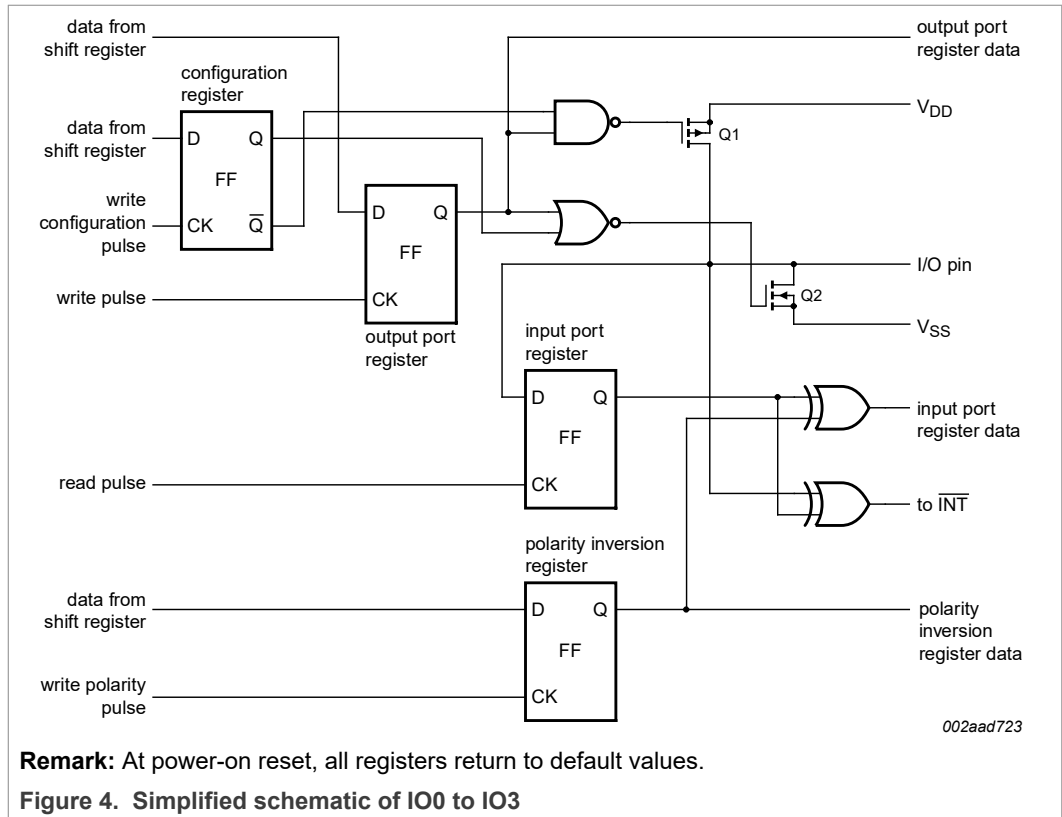 data from
shift register
output port
register data
configuration
register
V_DD
data from
shift register
D
Q
Q1
FF
write
configuration
pulse
CK
Q̅
D
Q
FF
I/O pin
write pulse
CK
Q2
output port
register
input port
register
V_SS
D
Q
input port
register data
FF
read pulse
CK
to I̅N̅T̅
polarity inversion
register
data from
shift register
D
Q
polarity
inversion
register data
FF
write polarity
pulse
CK
002aad723
Remark: At power-on reset, all registers return to default values.
Figure 4. Simplified schematic of IO0 to IO3